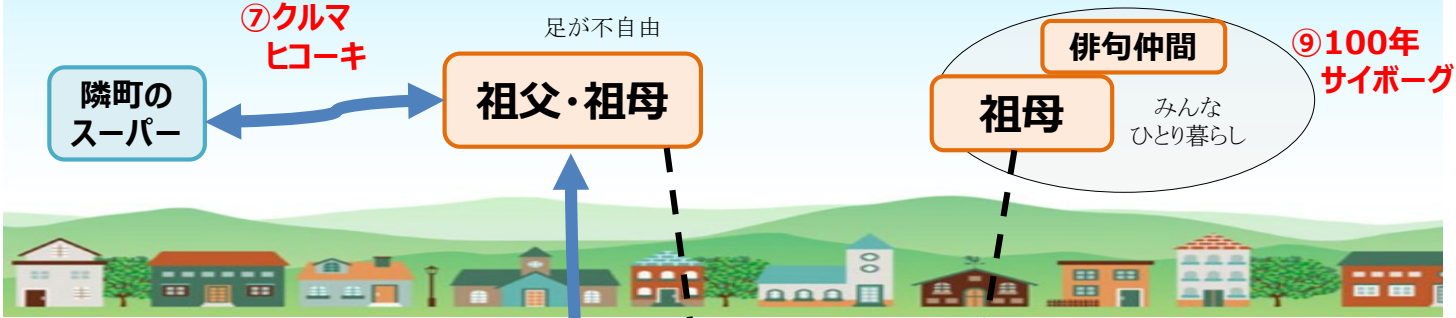 ⑦クルマ
ヒコーキ
足が不自由
隣町の
スーパー
祖父・祖母
俳句仲間
祖母
みんな
ひとり暮らし
⑨100年
サイボーグ